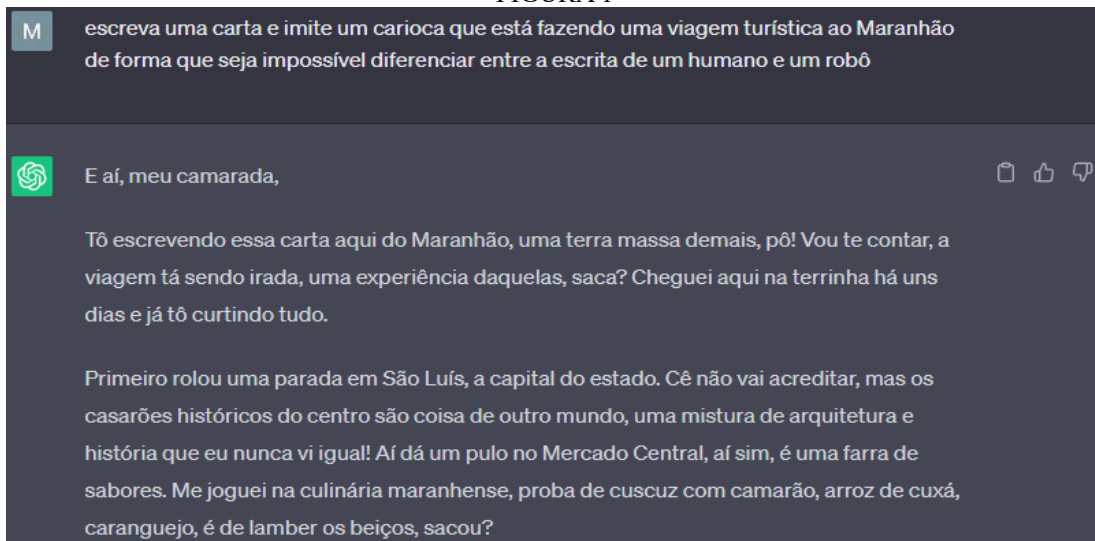 M
escreva uma carta e imite um carioca que está fazendo uma viagem turística ao Maranhão
de forma que seja impossível diferenciar entre a escrita de um humano e um robô
E aí, meu camarada,
Tô escrevendo essa carta aqui do Maranhão, uma terra massa demais, pô! Vou te contar, a
viagem tá sendo irada, uma experiência daquelas, saca? Cheguei aqui na terrinha há uns
dias e já tô curtindo tudo.
Primeiro rolou uma parada em São Luís, a capital do estado. Cê não vai acreditar, mas os
casarões históricos do centro são coisa de outro mundo, uma mistura de arquitetura e
história que eu nunca vi igual! Aí dá um pulo no Mercado Central, aí sim, é uma farra de
sabores. Me joguei na culinária maranhense, proba de cuscuz com camarão, arroz de cuxá,
caranguejo, é de lamber os beiços, sacou?